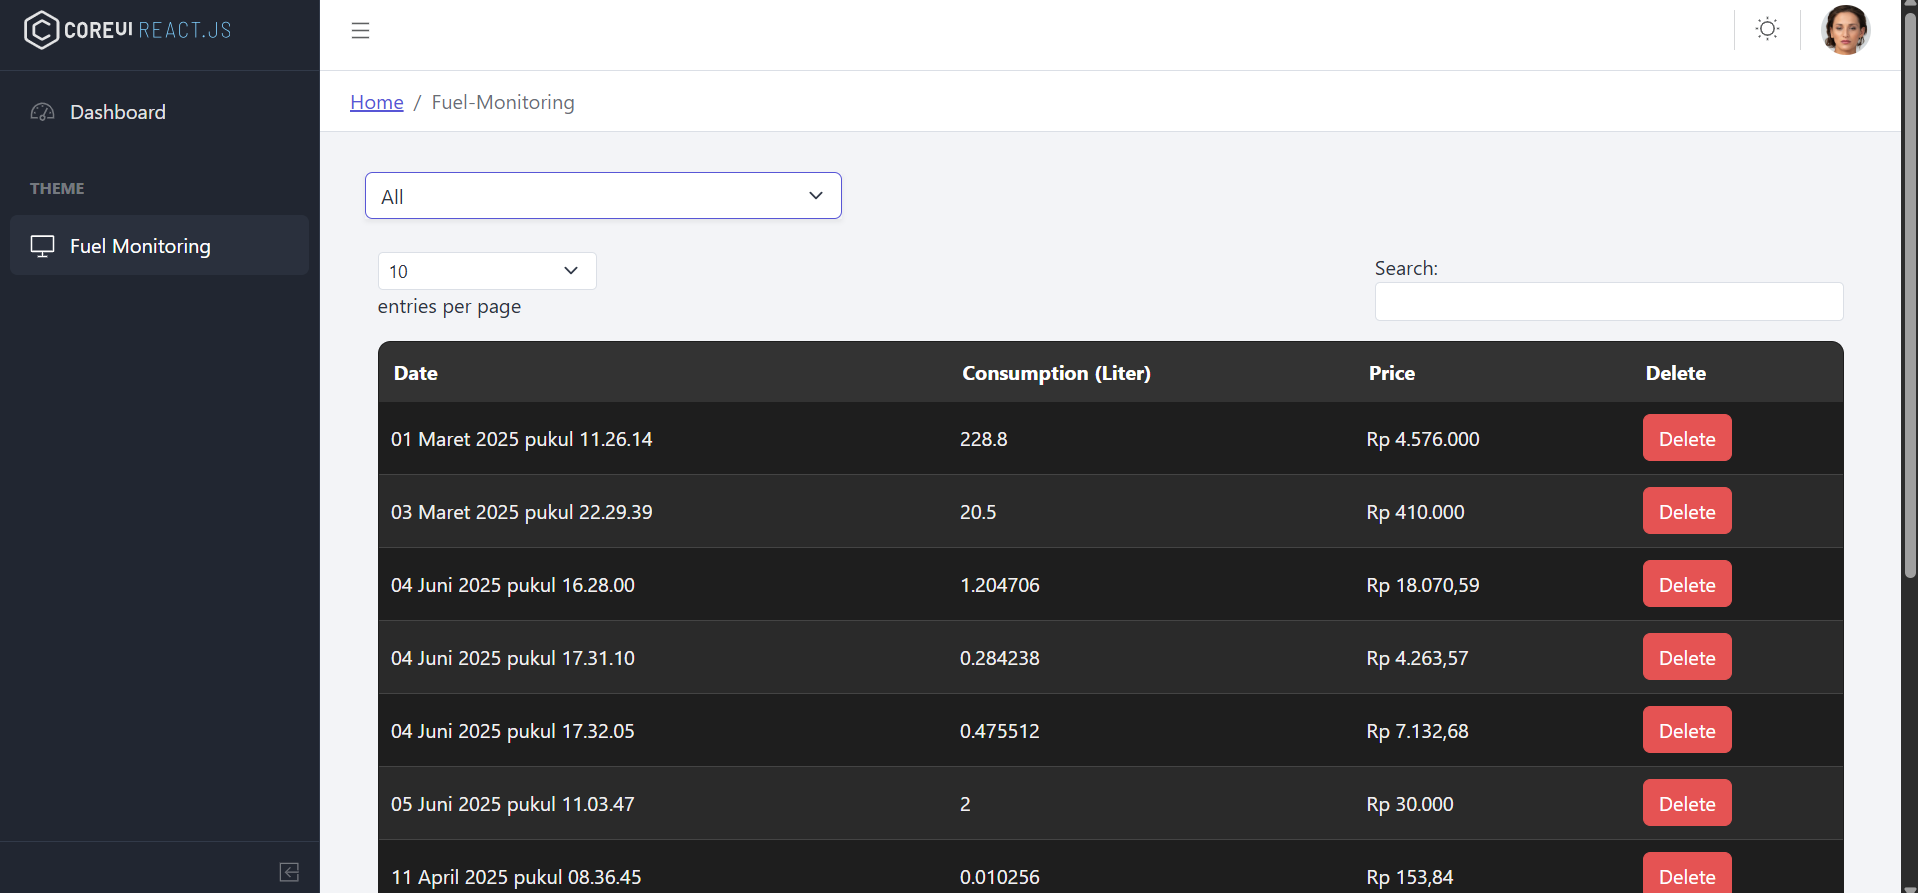 COREUI REACT.JS
Dashboard
THEME
Fuel Monitoring
Home / Fuel-Monitoring
All
10
entries per page
Search:
Date Consumption (Liter) Price Delete
01 Maret 2025 pukul 11.26.14 228.8 Rp 4.576.000 Delete
03 Maret 2025 pukul 22.29.39 20.5 Rp 410.000 Delete
04 Juni 2025 pukul 16.28.00 1.204706 Rp 18.070,59 Delete
04 Juni 2025 pukul 17.31.10 0.284238 Rp 4.263,57 Delete
04 Juni 2025 pukul 17.32.05 0.475512 Rp 7.132,68 Delete
05 Juni 2025 pukul 11.03.47 2 Rp 30.000 Delete
11 April 2025 pukul 08.36.45 0.010256 Rp 153,84 Delete